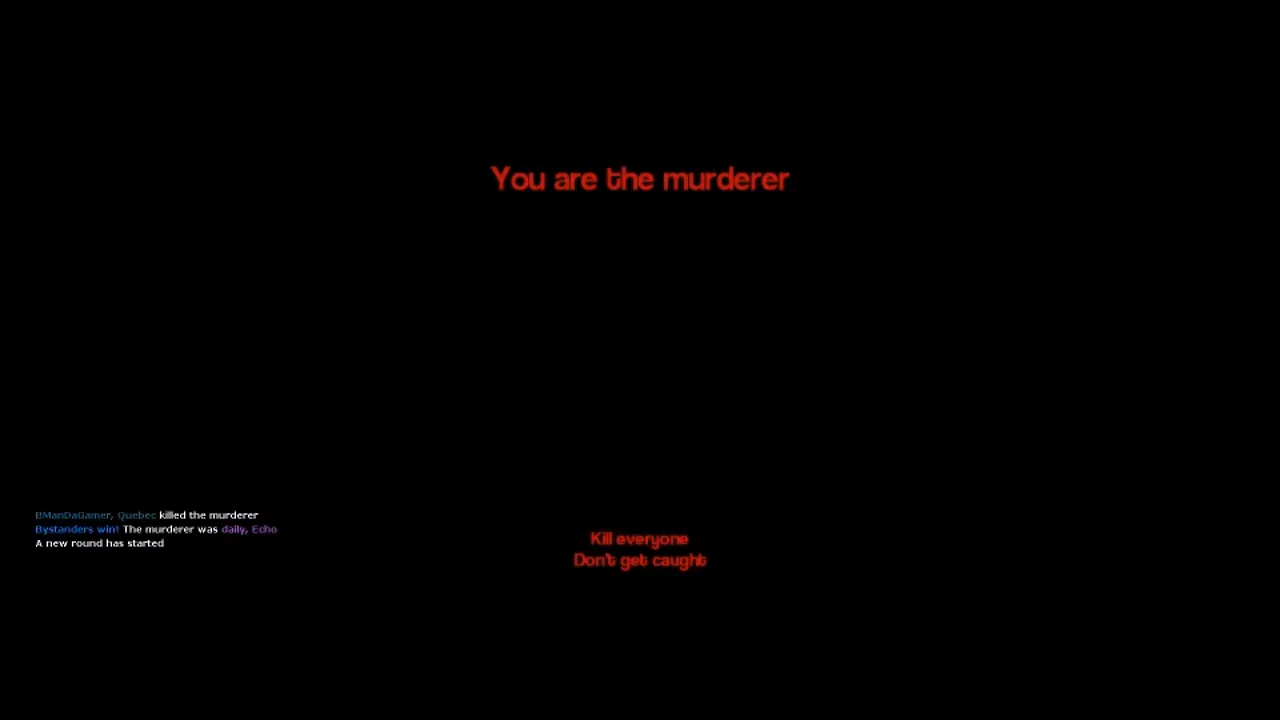 You are the murderer
BManDaGamer, Quebec killed the murderer
Bystanders win! The murderer was daily, Echo
A new round has started
Kill everyone
Don't get caught